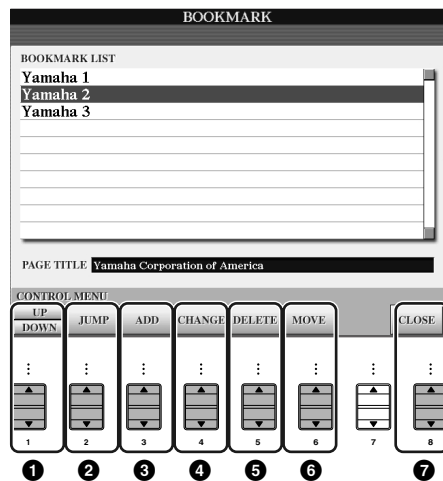 BOOKMARK
BOOKMARK LIST
Yamaha 1
Yamaha 2
Yamaha 3
PAGE TITLE Yamaha Corporation of America
CONTROL MENU
UP
DOWN
JUMP ADD CHANGE DELETE MOVE CLOSE
1 2 3 4 5 6 7 8
❶ ❷ ❸ ❹ ❺ ❻ ❼